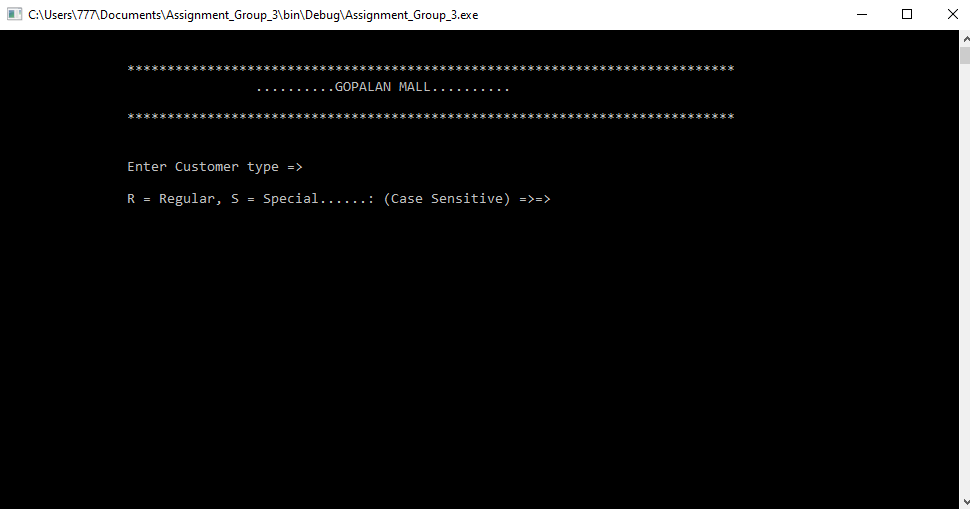 C:\Users\777\Documents\Assignment_Group_3\bin\Debug\Assignment_Group_3.exe
****************************************************************************
..........GOPALAN MALL..........
****************************************************************************
Enter Customer type =>
R = Regular, S = Special......: (Case Sensitive) =>=>